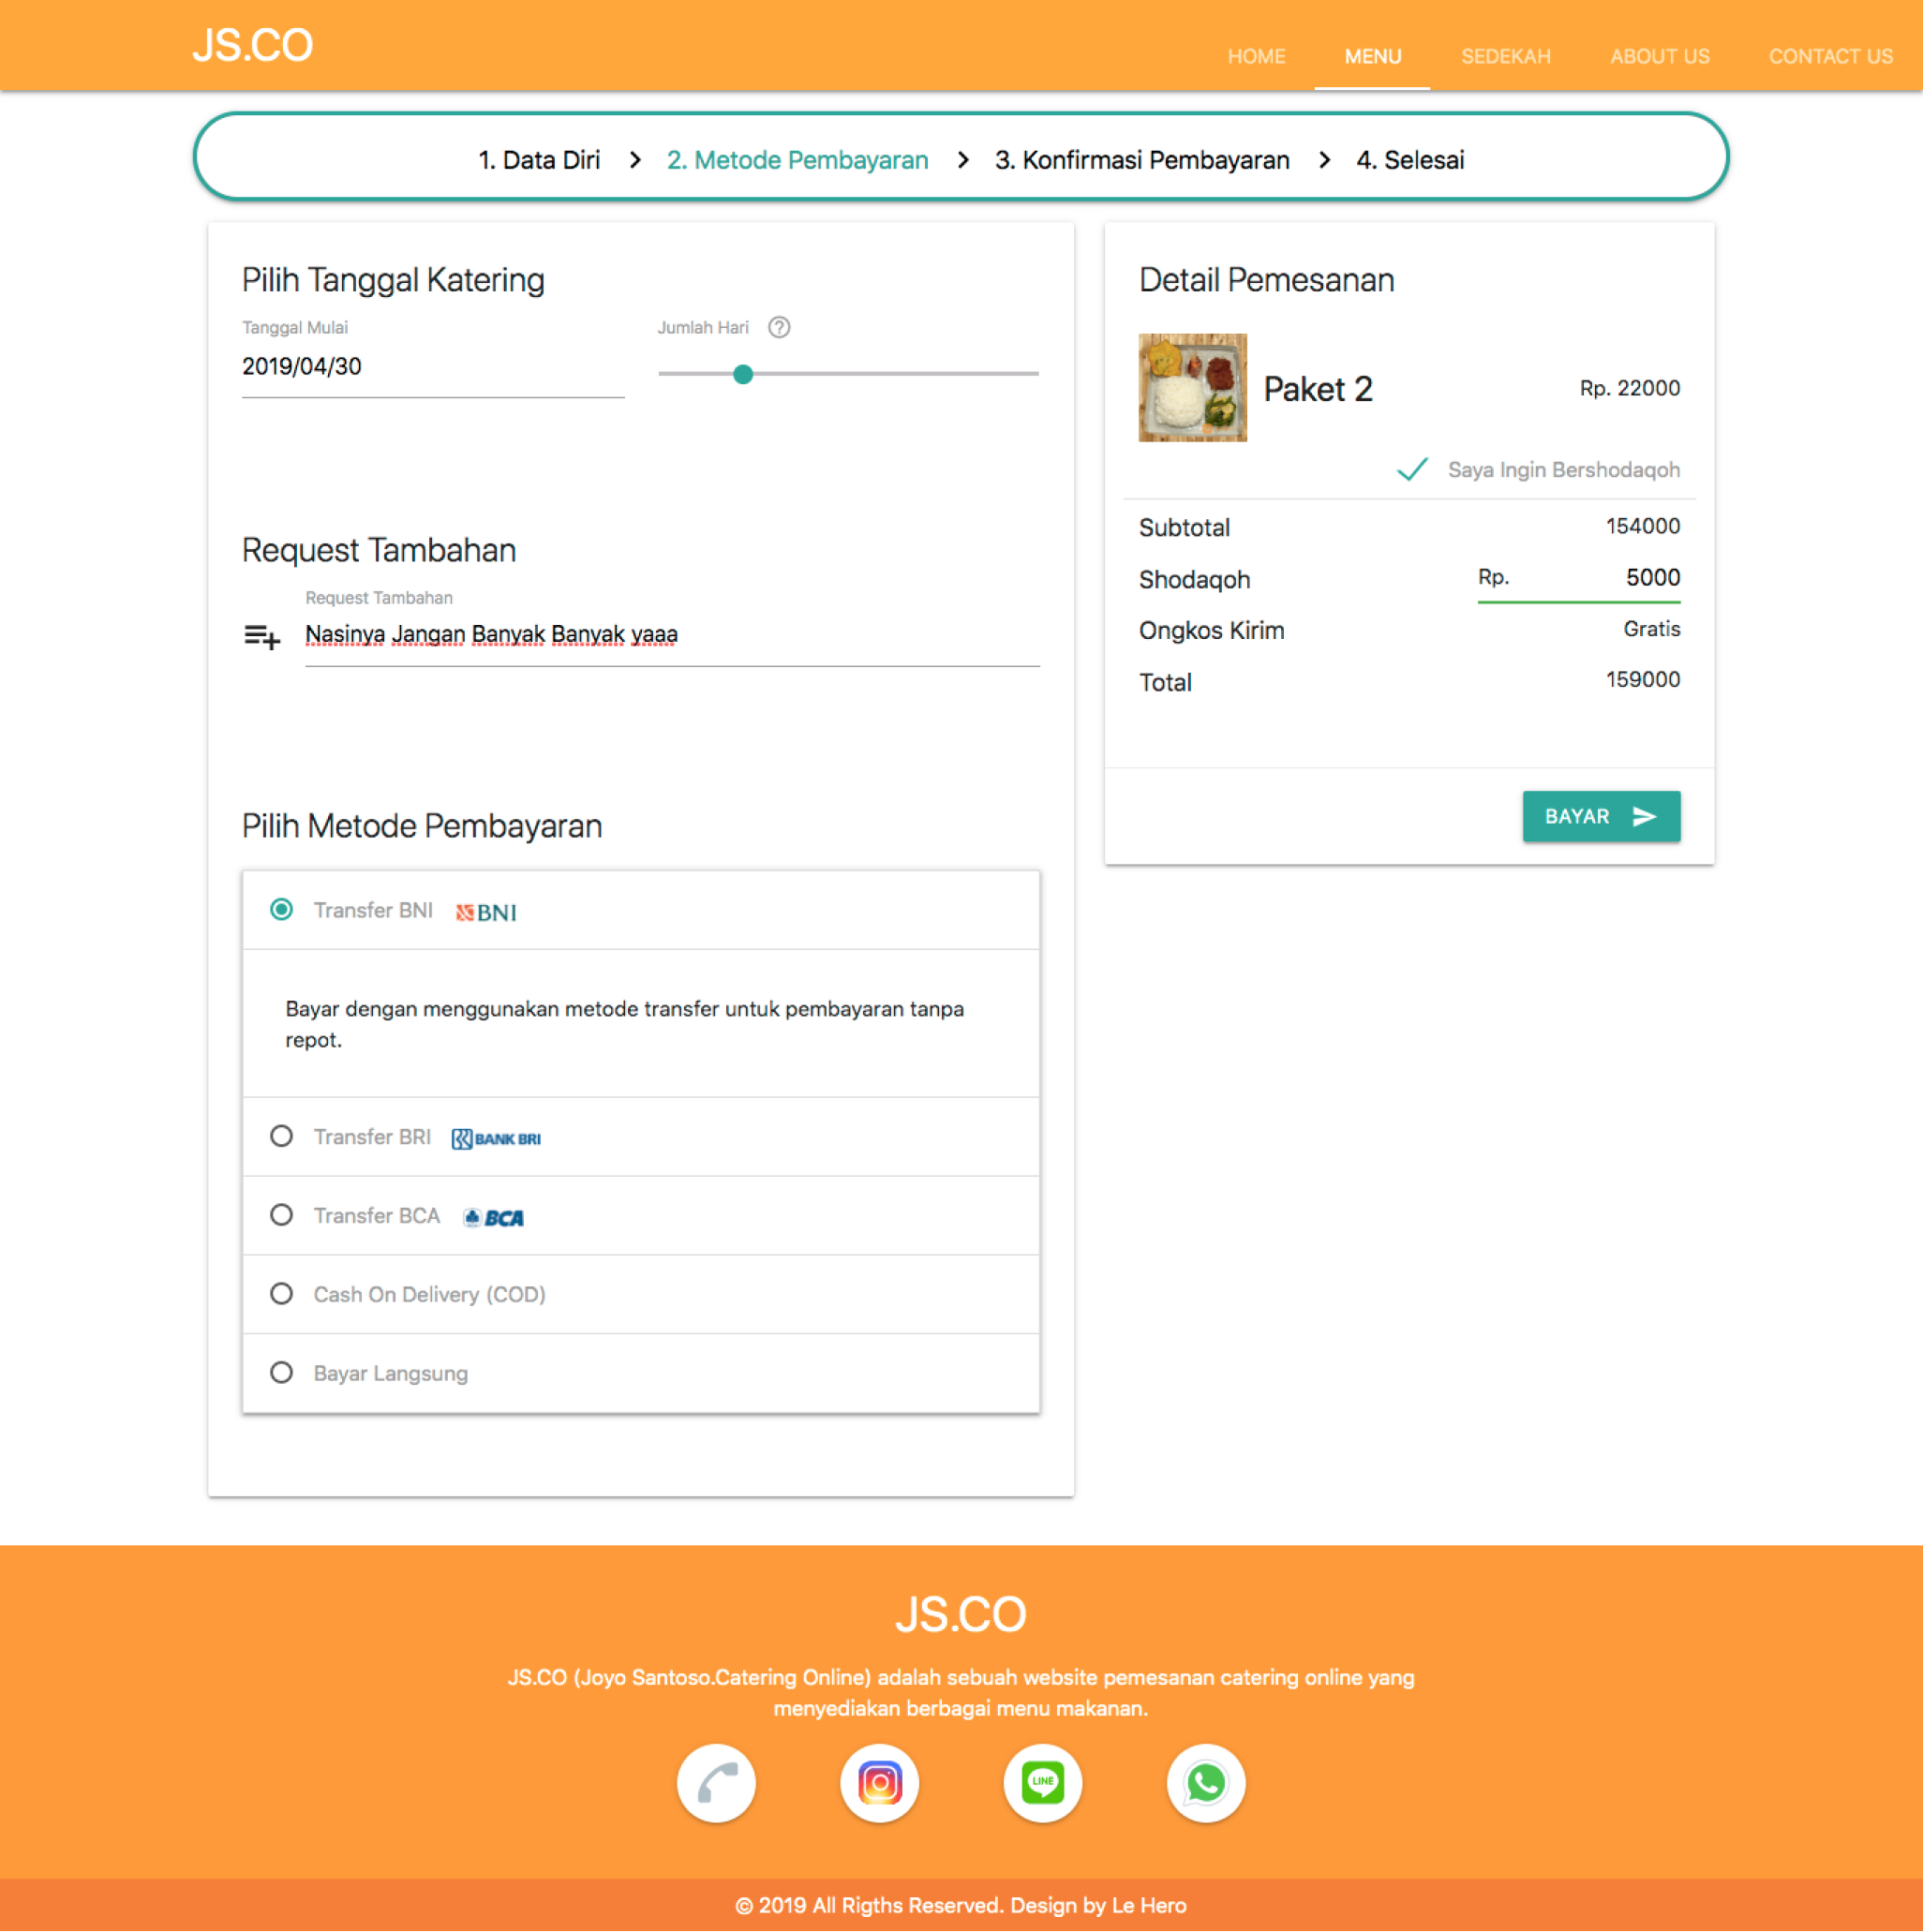 JS.CO
HOME MENU SEDEKAH ABOUT US CONTACT US
1. Data Diri > 2. Metode Pembayaran > 3. Konfirmasi Pembayaran > 4. Selesai
Pilih Tanggal Katering
Tanggal Mulai
2019/04/30
Jumlah Hari ?
Request Tambahan
Request Tambahan
Nasinya Jangan Banyak Banyak yaaa
Pilih Metode Pembayaran
Transfer BNI BNI
Bayar dengan menggunakan metode transfer untuk pembayaran tanpa
repot.
Transfer BRI BANK BRI
Transfer BCA BCA
Cash On Delivery (COD)
Bayar Langsung
Detail Pemesanan
Paket 2 Rp. 22000
Saya Ingin Bershodaqoh
Subtotal 154000
Shodaqoh Rp. 5000
Ongkos Kirim Gratis
Total 159000
BAYAR
JS.CO
JS.CO (Joyo Santoso.Catering Online) adalah sebuah website pemesanan catering online yang
menyediakan berbagai menu makanan.
LINE
© 2019 All Rigths Reserved. Design by Le Hero